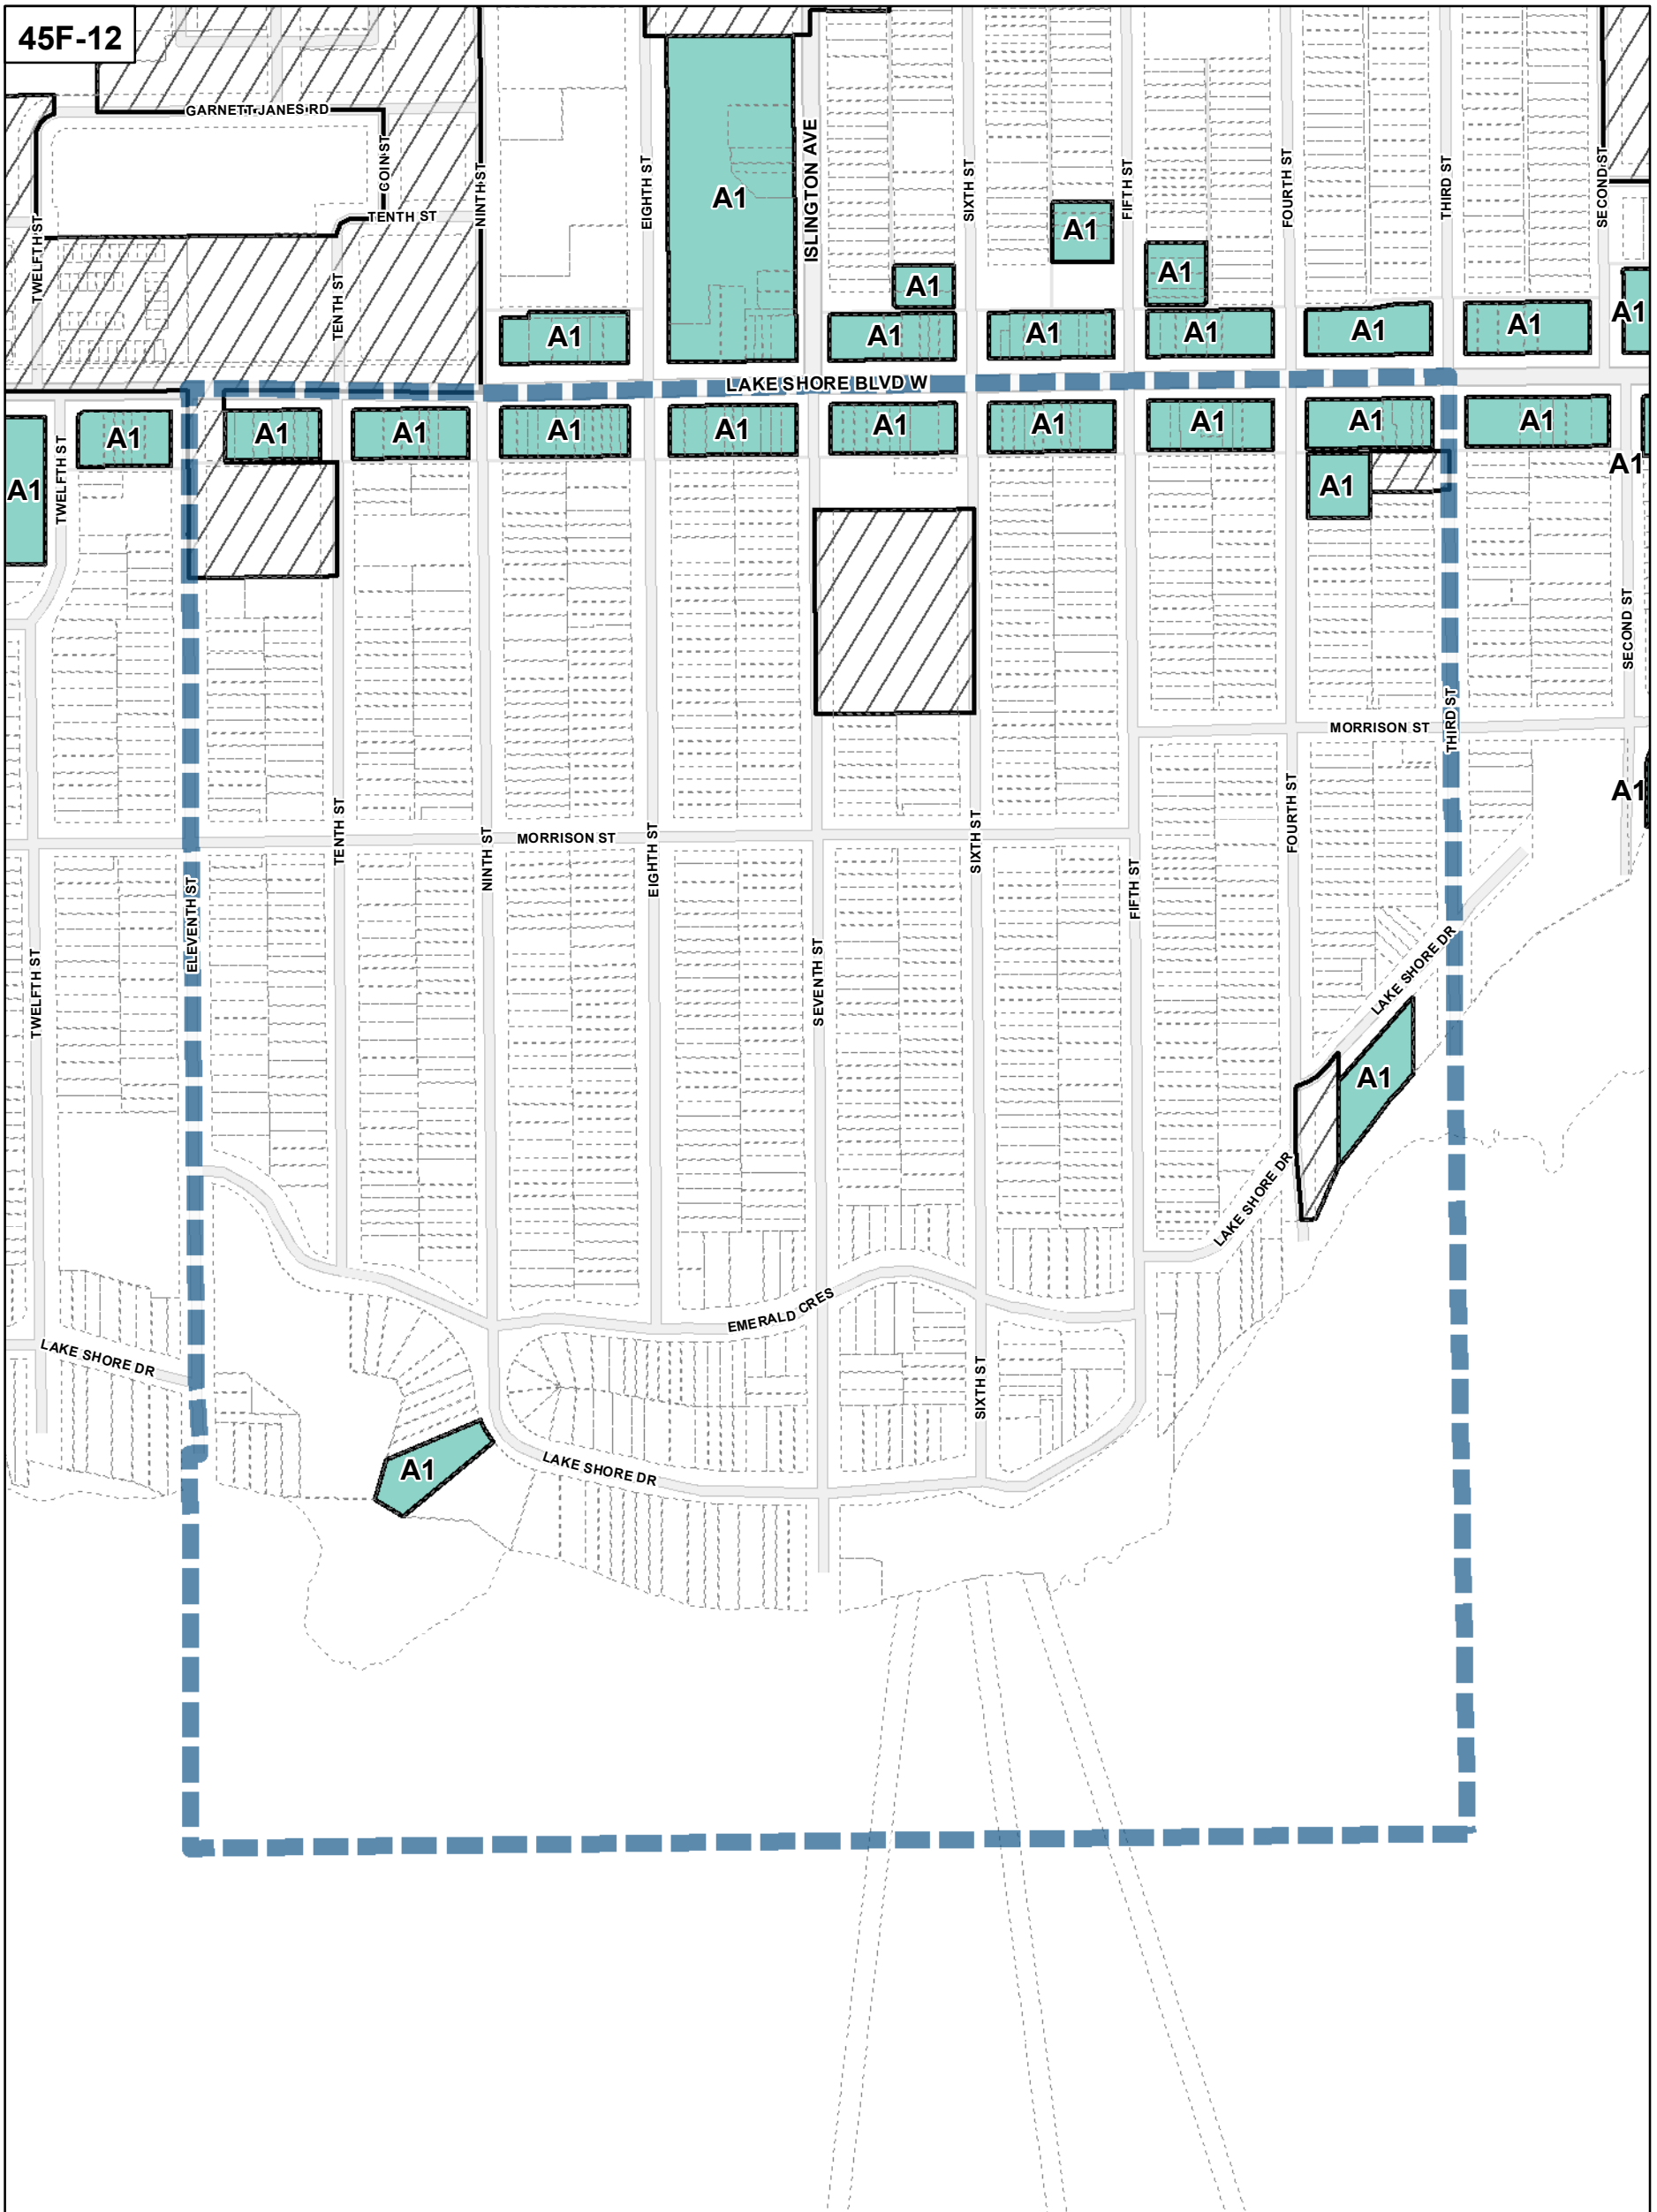 45F-12
GARNETT JANES RD
COIN ST
TENTH ST
NINTH ST
TWELFTH ST
TENTH ST
EIGHTH ST
A1
ISLINGTON AVE
SIXTH ST
A1
FIFTH ST
A1
A1
FOURTH ST
THIRD ST
SECOND ST
A1
A1
A1
A1
A1
A1
A1
LAKE SHORE BLVD W
A1
A1
A1
A1
A1
A1
A1
A1
A1
A1
A1
TWELFTH ST
A1
A1
SECOND ST
THIRD ST
MORRISON ST
A1
MORRISON ST
TENTH ST
NINTH ST
EIGHTH ST
SIXTH ST
FOURTH ST
FIFTH ST
ELEVENTH ST
TWELFTH ST
SEVENTH ST
LAKE SHORE DR
A1
LAKE SHORE DR
EMERALD CRES
LAKE SHORE DR
SIXTH ST
A1
LAKE SHORE DR